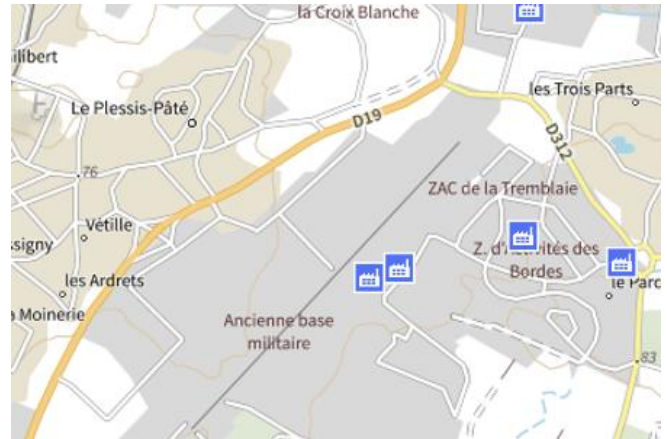 la Croix Blanche
ilibert
Le Plessis-Pâté
les Trois Parts
D19
D312
76
ZAC de la Tremblaie
Vétille
ssigny
Z. d'Activités des
Bordes
les Ardrets
le Parc
a Moinerie
Ancienne base
militaire
83